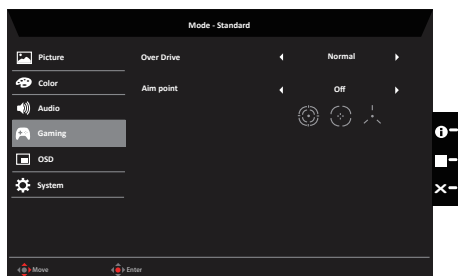 Mode - Standard
Picture
Over Drive Normal
Color
Aim point Off
Audio
Gaming
OSD
System
Move Enter